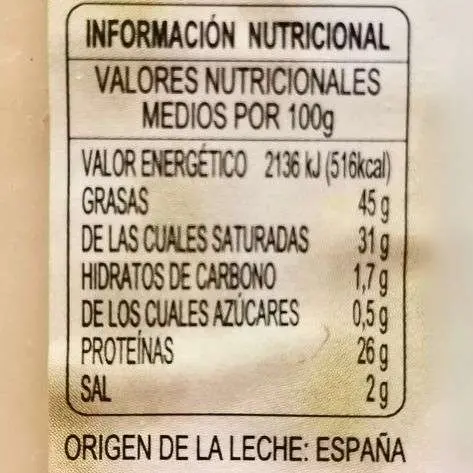 INFORMACIÓN NUTRICIONAL
VALORES NUTRICIONALES
MEDIOS POR 100g
VALOR ENERGÉTICO 2136 kJ (516kcal)
GRASAS 45 g
DE LAS CUALES SATURADAS 31 g
HIDRATOS DE CARBONO 1,7 g
DE LOS CUALES AZÚCARES 0,5 g
PROTEÍNAS 26 g
SAL 2 g
ORIGEN DE LA LECHE: ESPAÑA